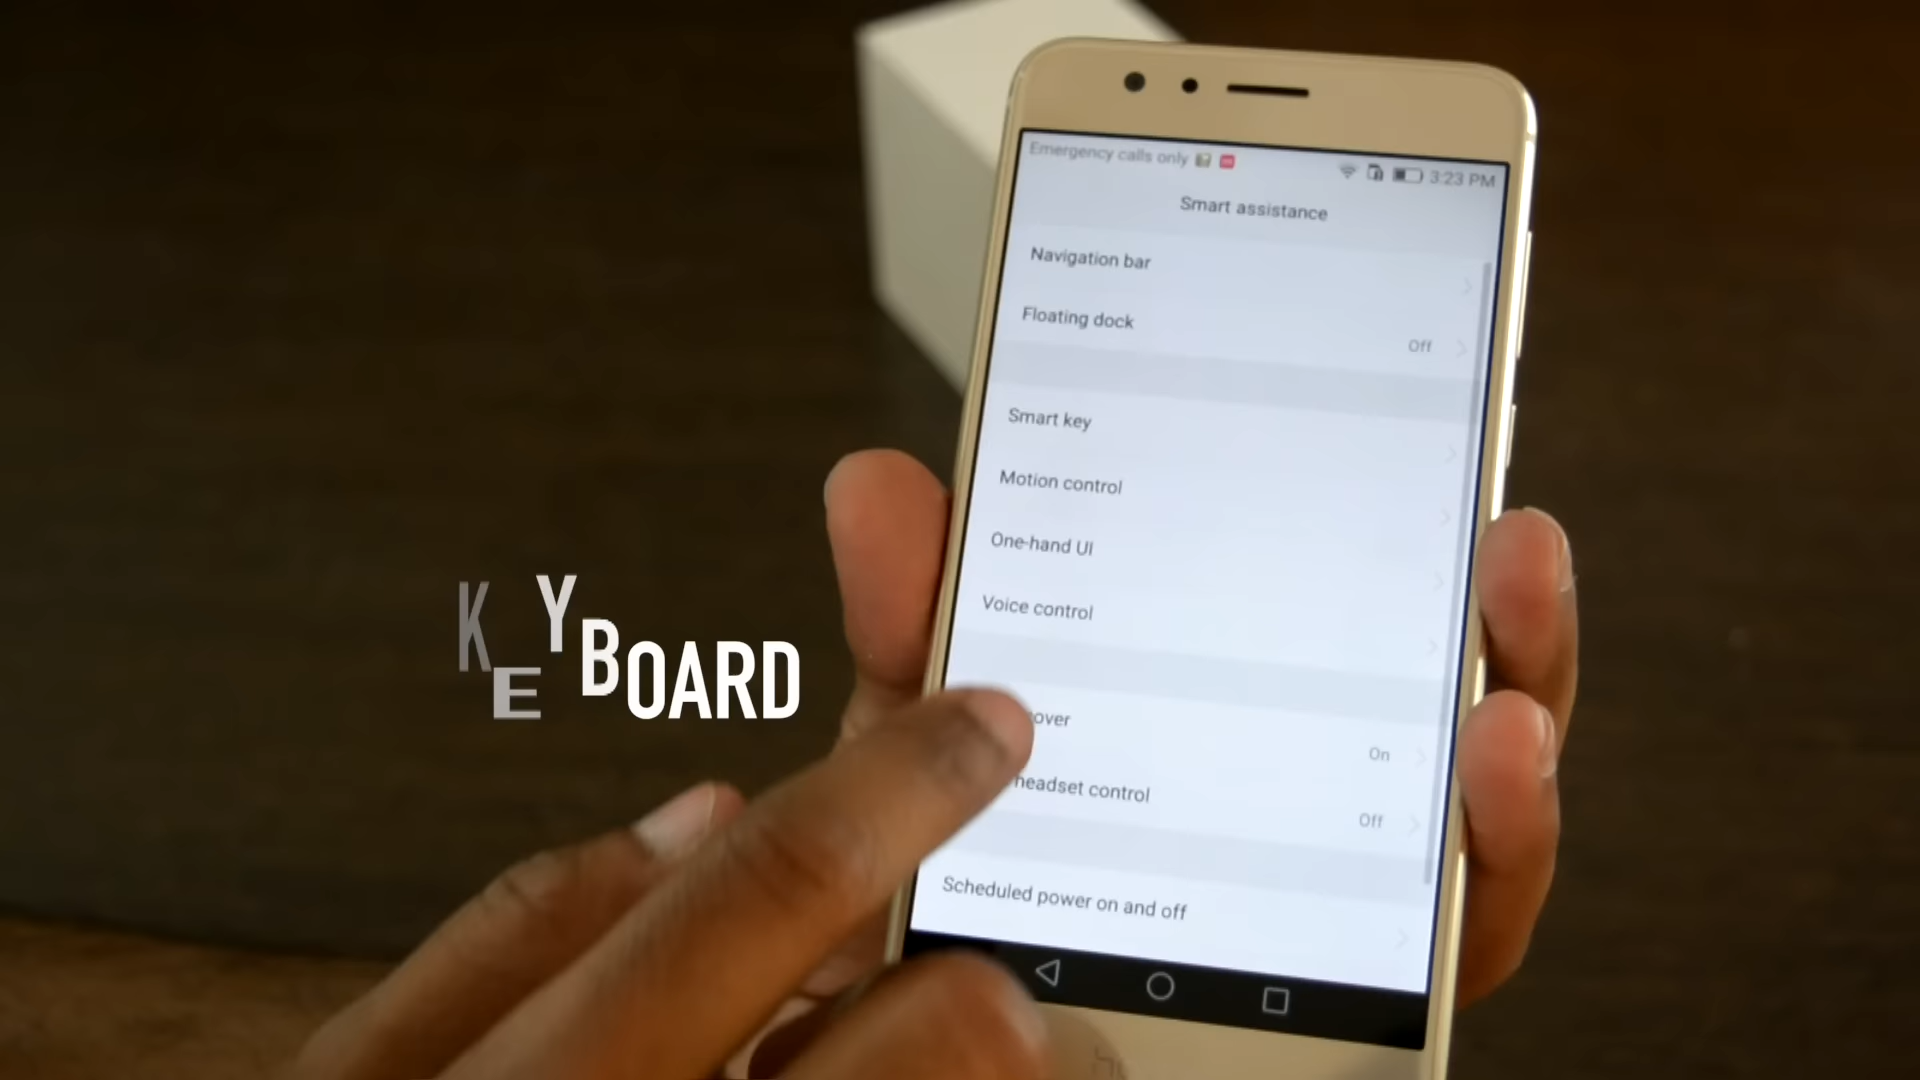 Emergency calls only
3:23 PM
Smart assistance
Navigation bar
Floating dock
Off
Smart key
Motion control
One-hand UI
Voice control
KEYBOARD
over
On
headset control
Off
Scheduled power on and off